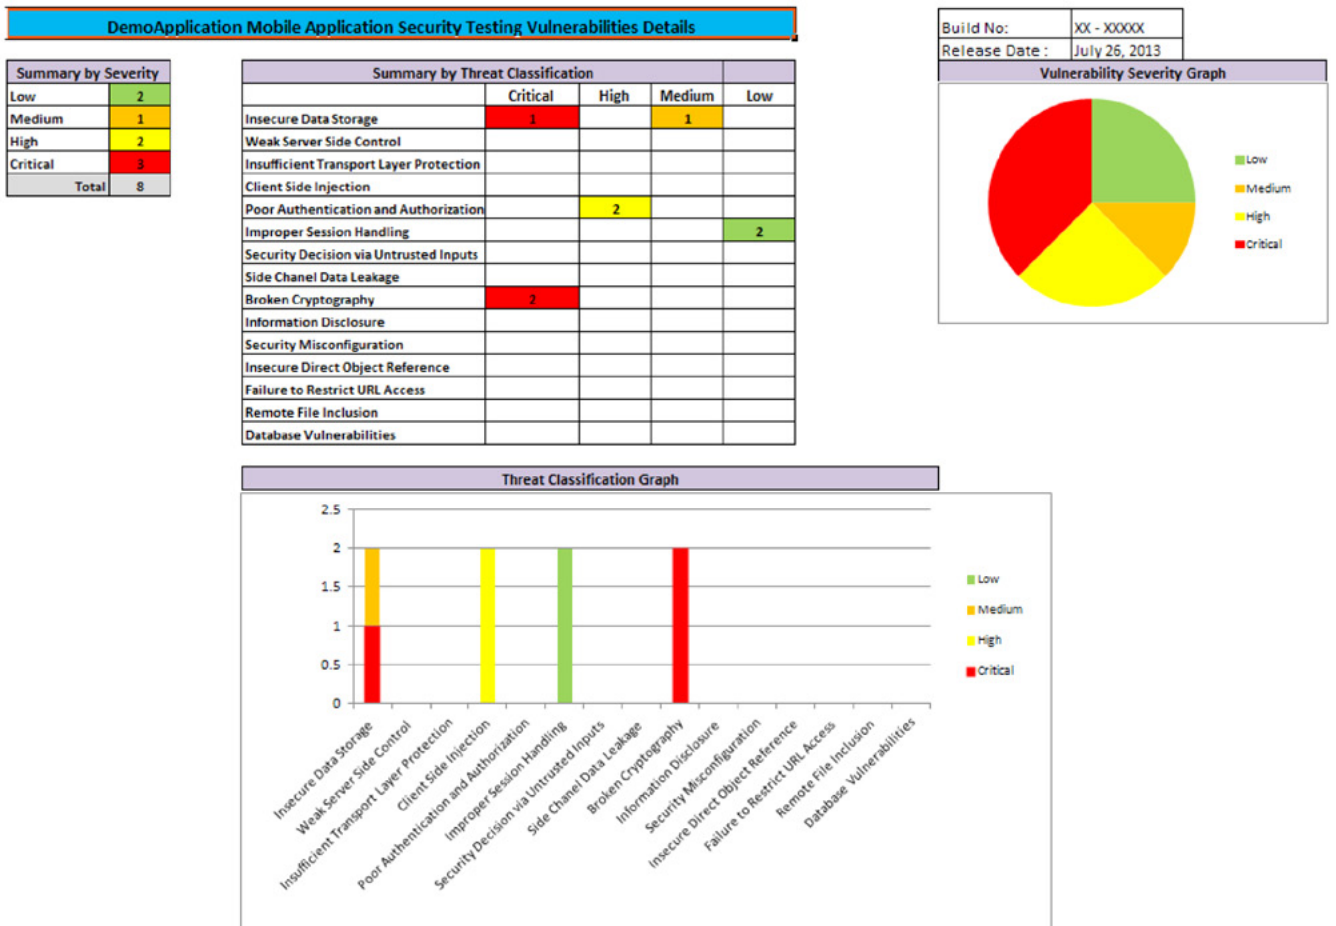 DemoApplication Mobile Application Security Testing Vulnerabilities Details
Build No: XX - XXXXX
Release Date : July 26, 2013
Summary by Severity
Low 2
Medium 1
High 2
Critical 3
Total 8
Summary by Threat Classification
Critical High Medium Low
Insecure Data Storage 1 1
Weak Server Side Control
Insufficient Transport Layer Protection
Client Side Injection
Poor Authentication and Authorization 2
Improper Session Handling 2
Security Decision via Untrusted Inputs
Side Chanel Data Leakage
Broken Cryptography 2
Information Disclosure
Security Misconfiguration
Insecure Direct Object Reference
Failure to Restrict URL Access
Remote File Inclusion
Database Vulnerabilities
Vulnerability Severity Graph
Low
Medium
High
Critical
Threat Classification Graph
2.5
2
1.5
1
0.5
0
Insecure Data Storage
Weak Server Side Control
Insufficient Transport Layer Protection
Client Side Injection
Poor Authentication and Authorization
Improper Session Handling
Security Decision via Untrusted Inputs
Side Chanel Data Leakage
Broken Cryptography
Information Disclosure
Security Misconfiguration
Insecure Direct Object Reference
Failure to Restrict URL Access
Remote File Inclusion
Database Vulnerabilities
Low
Medium
High
Critical